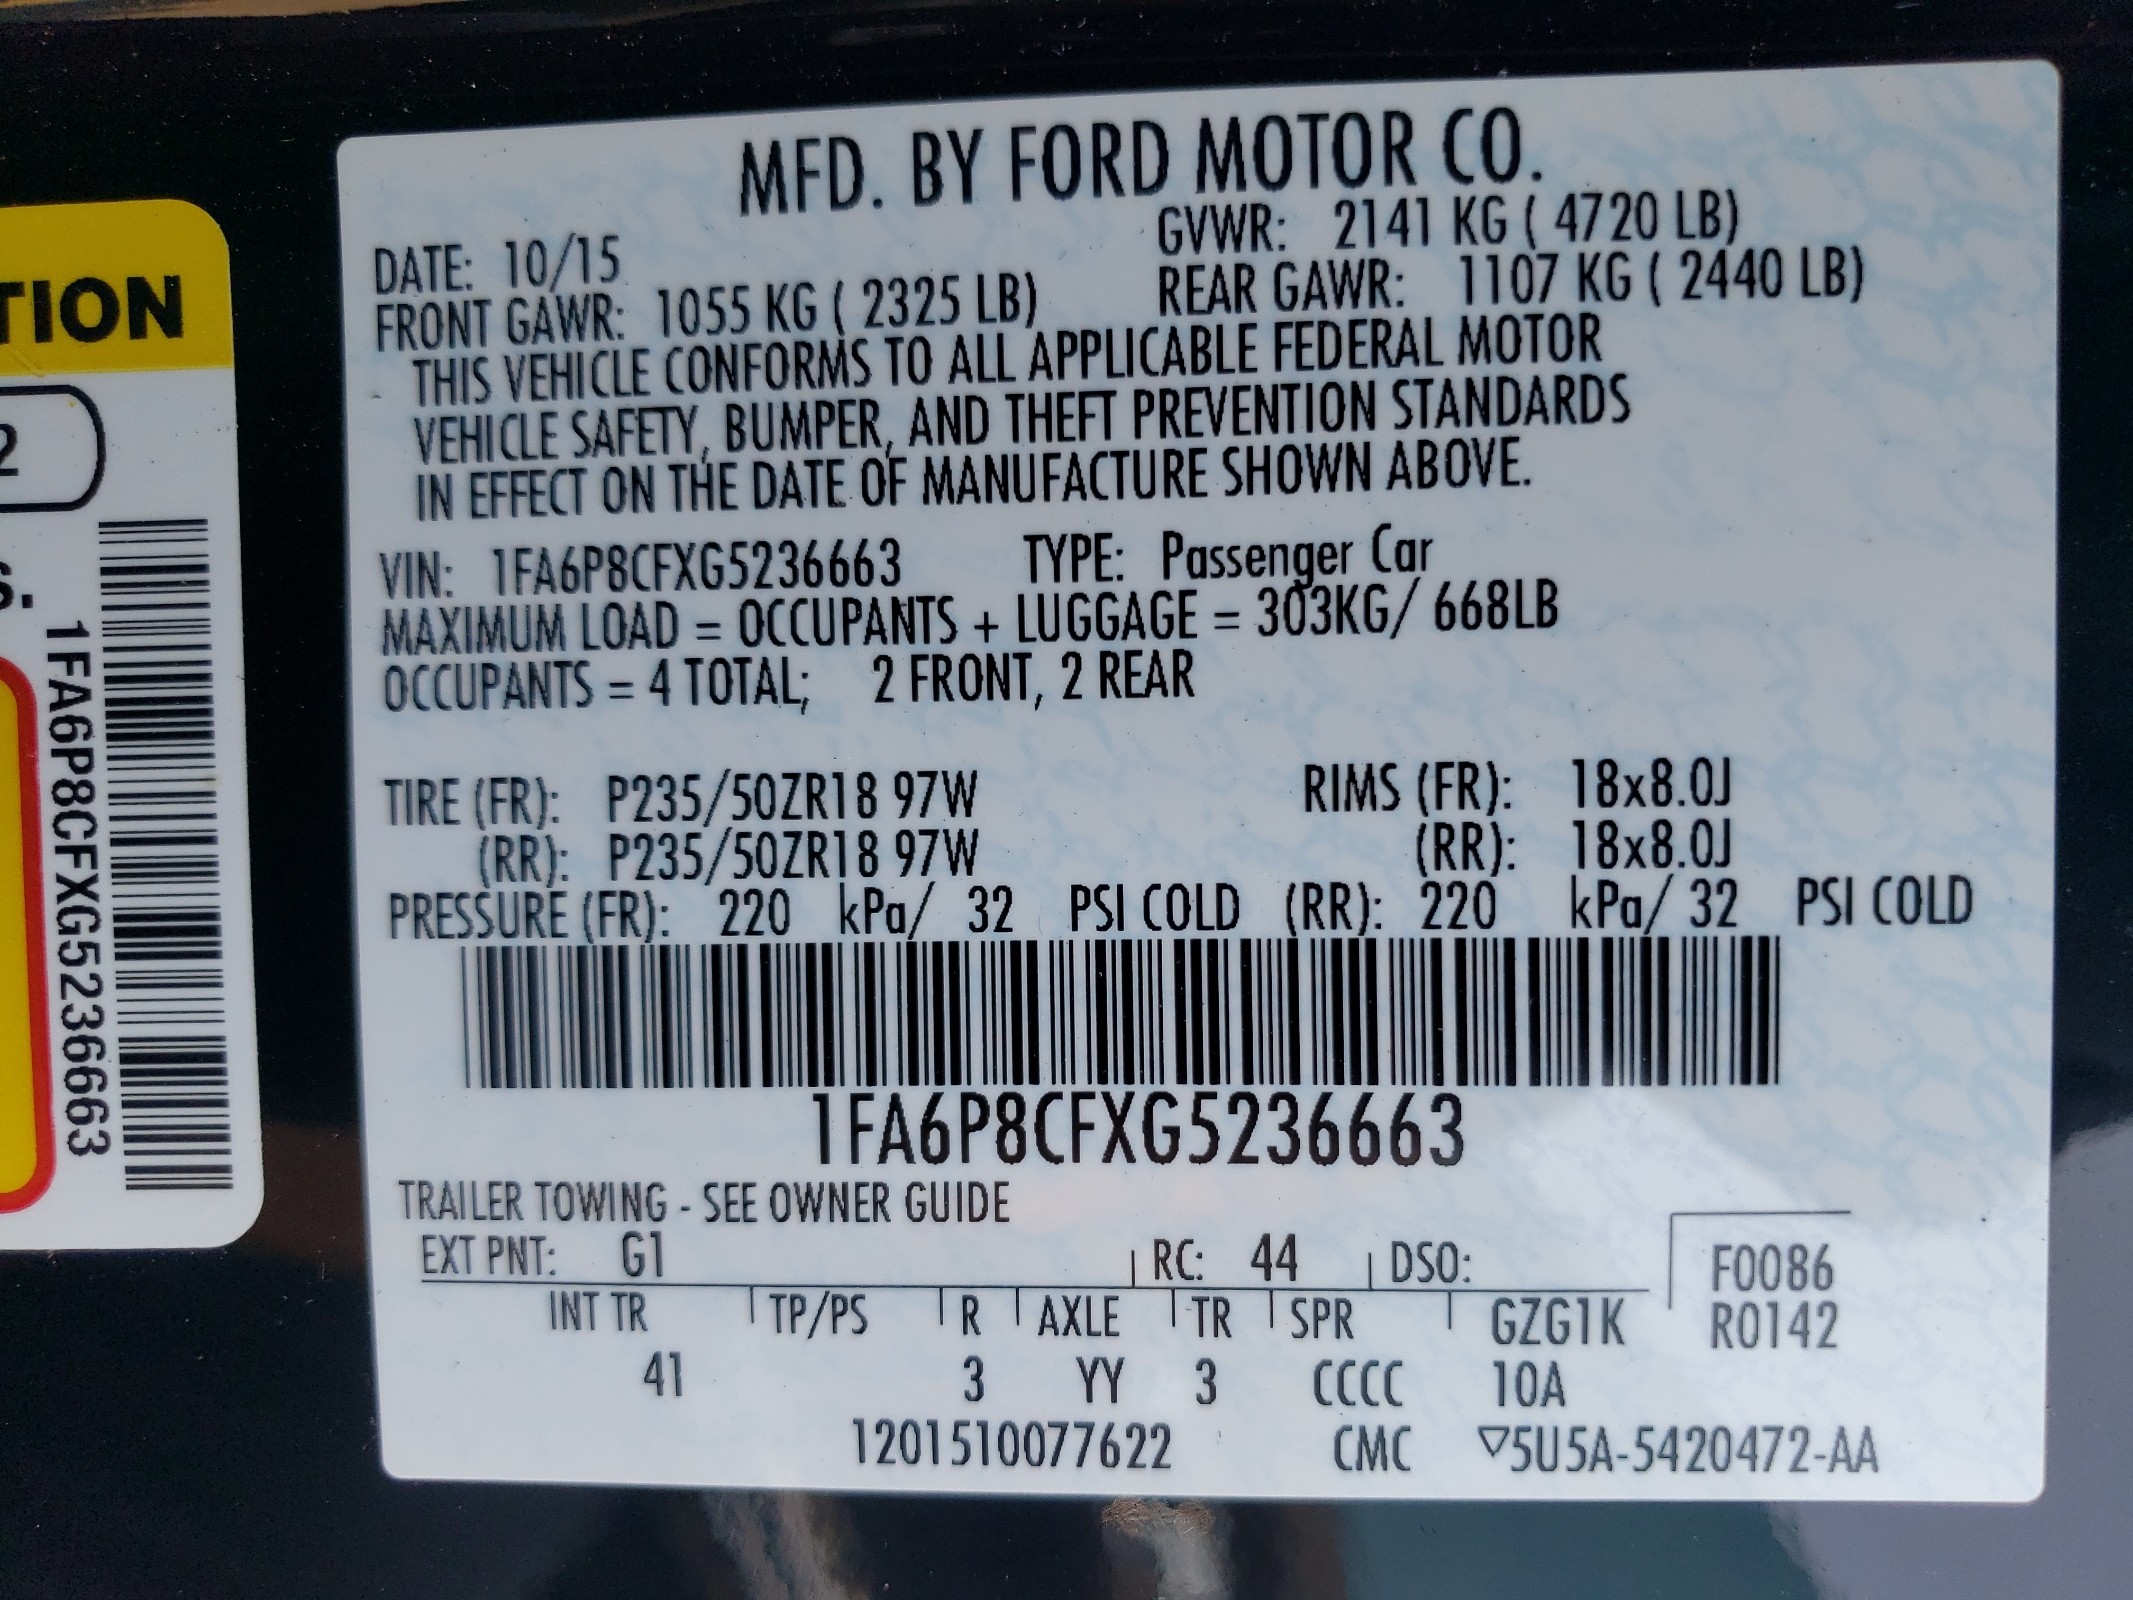 TION
2
S.
1FA6P8CFXG5236663
MFD. BY FORD MOTOR CO.
DATE: 10/15 GVWR: 2141 KG ( 4720 LB)
FRONT GAWR: 1055 KG ( 2325 LB) REAR GAWR: 1107 KG ( 2440 LB)
THIS VEHICLE CONFORMS TO ALL APPLICABLE FEDERAL MOTOR
VEHICLE SAFETY, BUMPER, AND THEFT PREVENTION STANDARDS
IN EFFECT ON THE DATE OF MANUFACTURE SHOWN ABOVE.
VIN: 1FA6P8CFXG5236663 TYPE: Passenger Car
MAXIMUM LOAD = OCCUPANTS + LUGGAGE = 303KG/ 668LB
OCCUPANTS = 4 TOTAL; 2 FRONT, 2 REAR
TIRE (FR): P235/50ZR18 97W RIMS (FR): 18x8.0J
(RR): P235/50ZR18 97W (RR): 18x8.0J
PRESSURE (FR): 220 kPa/ 32 PSI COLD (RR): 220 kPa/ 32 PSI COLD
1FA6P8CFXG5236663
TRAILER TOWING - SEE OWNER GUIDE
EXT PNT: G1 RC: 44 DSO: F0086
INT TR TP/PS R AXLE TR SPR GZG1K R0142
41 3 YY 3 CCCC 10A
1201510077622 CMC ▽5U5A-5420472-AA